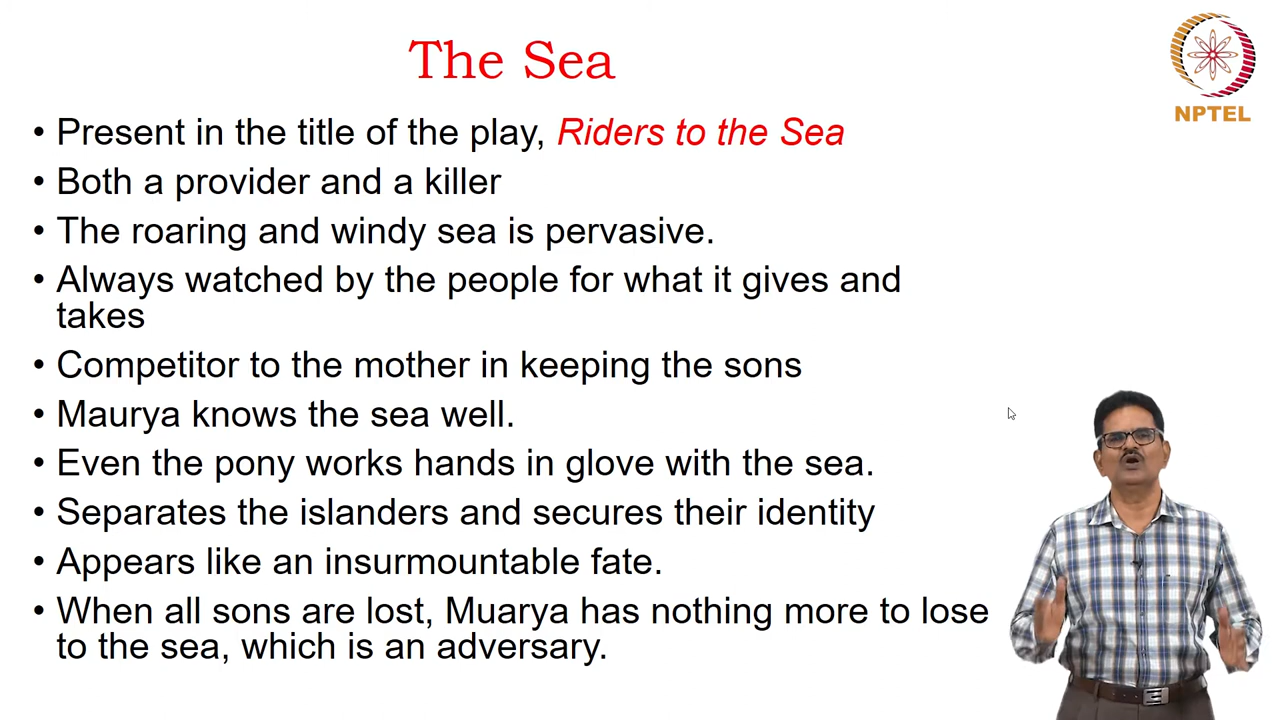 The Sea
NPTEL
• Present in the title of the play, Riders to the Sea
• Both a provider and a killer
• The roaring and windy sea is pervasive.
• Always watched by the people for what it gives and
takes
• Competitor to the mother in keeping the sons
• Maurya knows the sea well.
• Even the pony works hands in glove with the sea.
• Separates the islanders and secures their identity
• Appears like an insurmountable fate.
• When all sons are lost, Muarya has nothing more to lose
to the sea, which is an adversary.